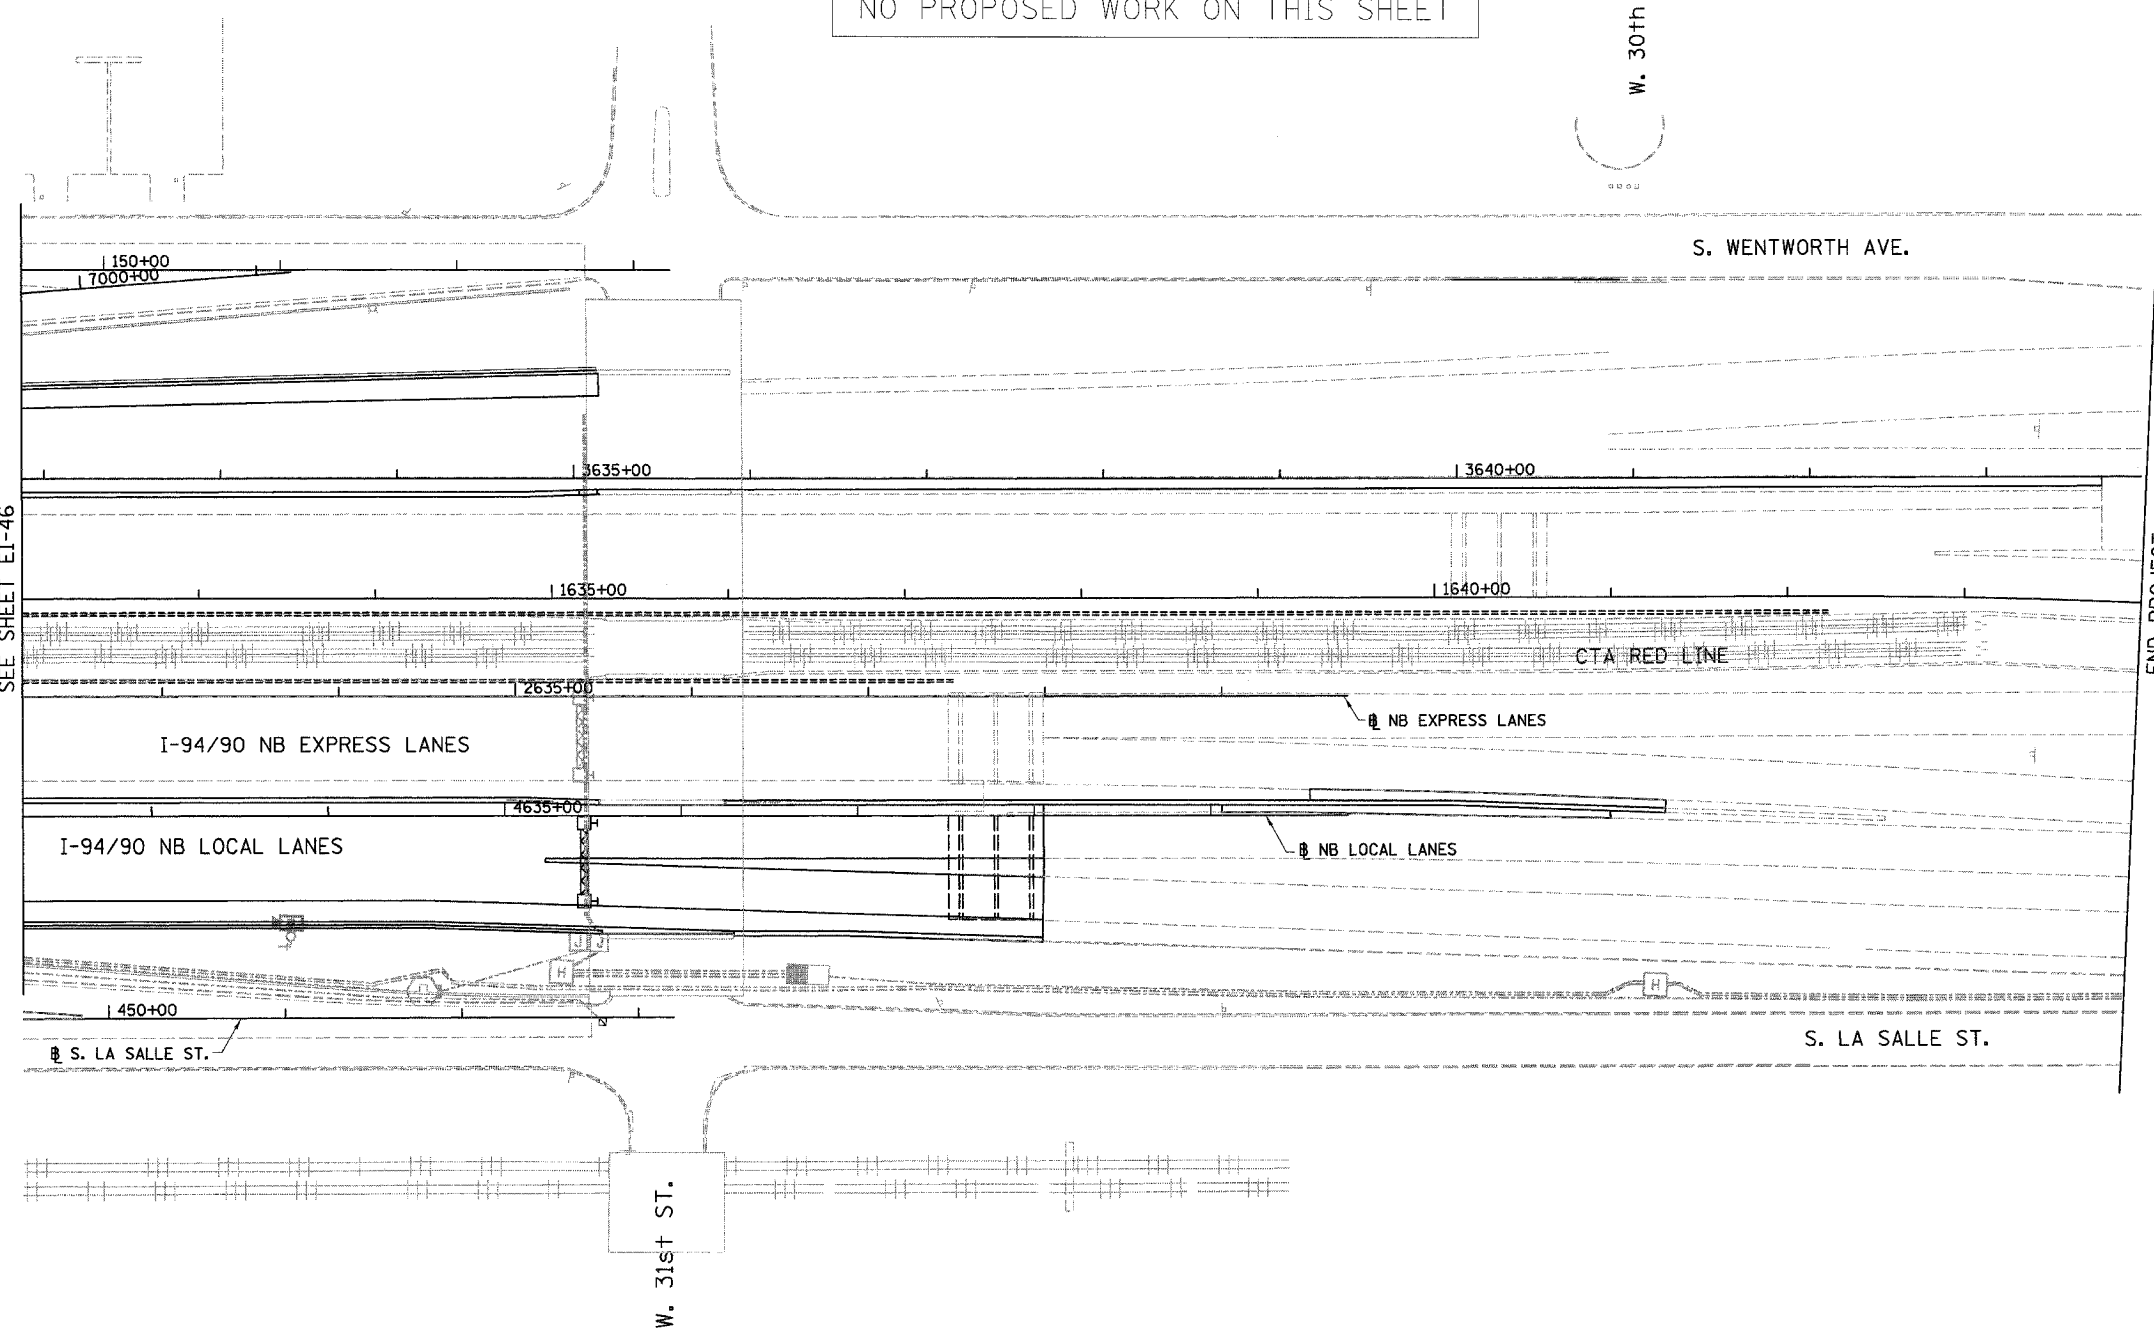 NO PROPOSED WORK ON THIS SHEET
W. 30th
S. WENTWORTH AVE.
150+00
7000+00
3635+00
3640+00
SEE SHEET EI-46
1635+00
1640+00
END PROJECT
CTA RED LINE
2635+00
℄ NB EXPRESS LANES
I-94/90 NB EXPRESS LANES
4635+00
I-94/90 NB LOCAL LANES
℄ NB LOCAL LANES
J
J
H
H
450+00
℄ S. LA SALLE ST.
S. LA SALLE ST.
W. 31st ST.